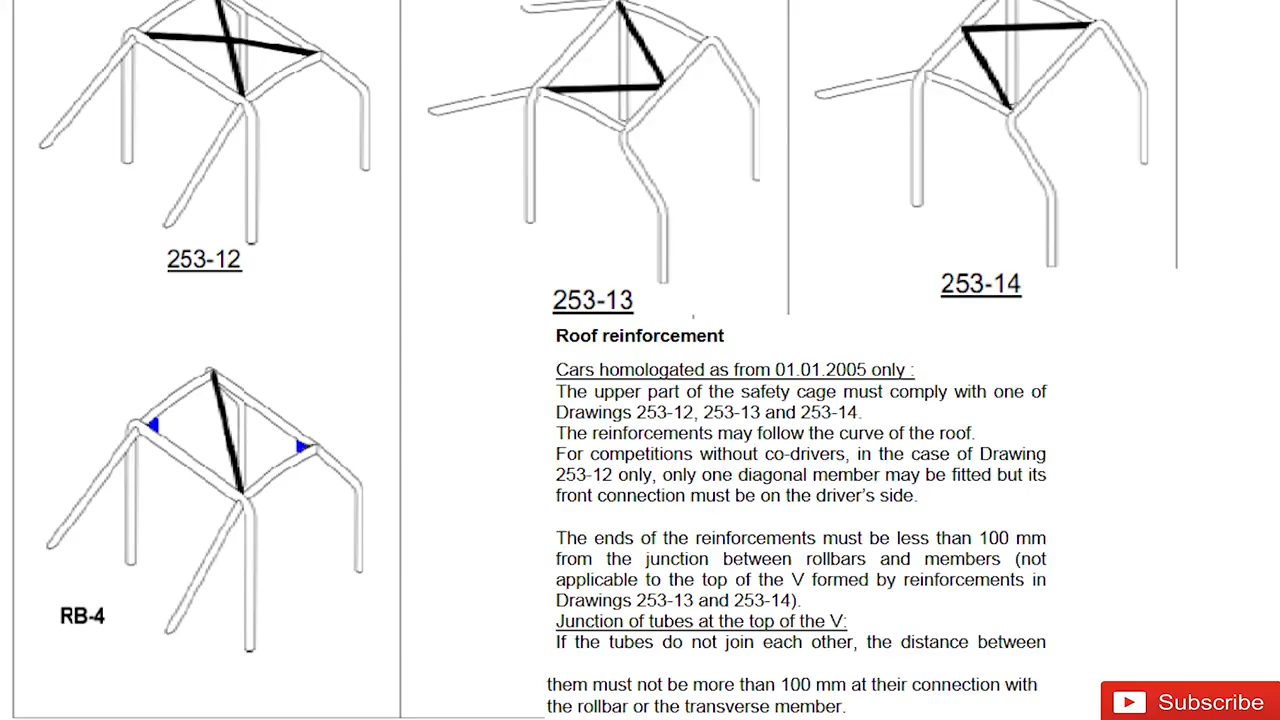 253-12
253-13
253-14
Roof reinforcement
Cars homologated as from 01.01.2005 only :
The upper part of the safety cage must comply with one of
Drawings 253-12, 253-13 and 253-14.
The reinforcements may follow the curve of the roof.
For competitions without co-drivers, in the case of Drawing
253-12 only, only one diagonal member may be fitted but its
front connection must be on the driver's side.
The ends of the reinforcements must be less than 100 mm
from the junction between rollbars and members (not
applicable to the top of the V formed by reinforcements in
Drawings 253-13 and 253-14).
Junction of tubes at the top of the V:
If the tubes do not join each other, the distance between
them must not be more than 100 mm at their connection with
the rollbar or the transverse member.
RB-4
Subscribe